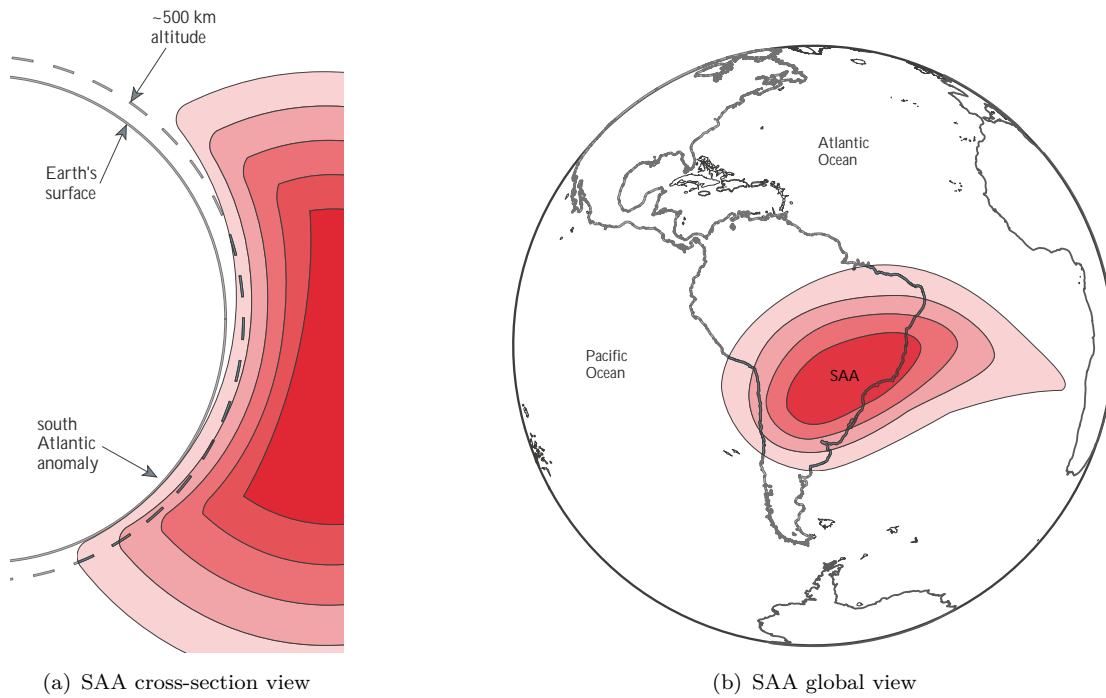 ~500 km
altitude
Earth's
surface
south
Atlantic
anomaly
(a) SAA cross-section view
Atlantic
Ocean
Pacific
Ocean
SAA
(b) SAA global view